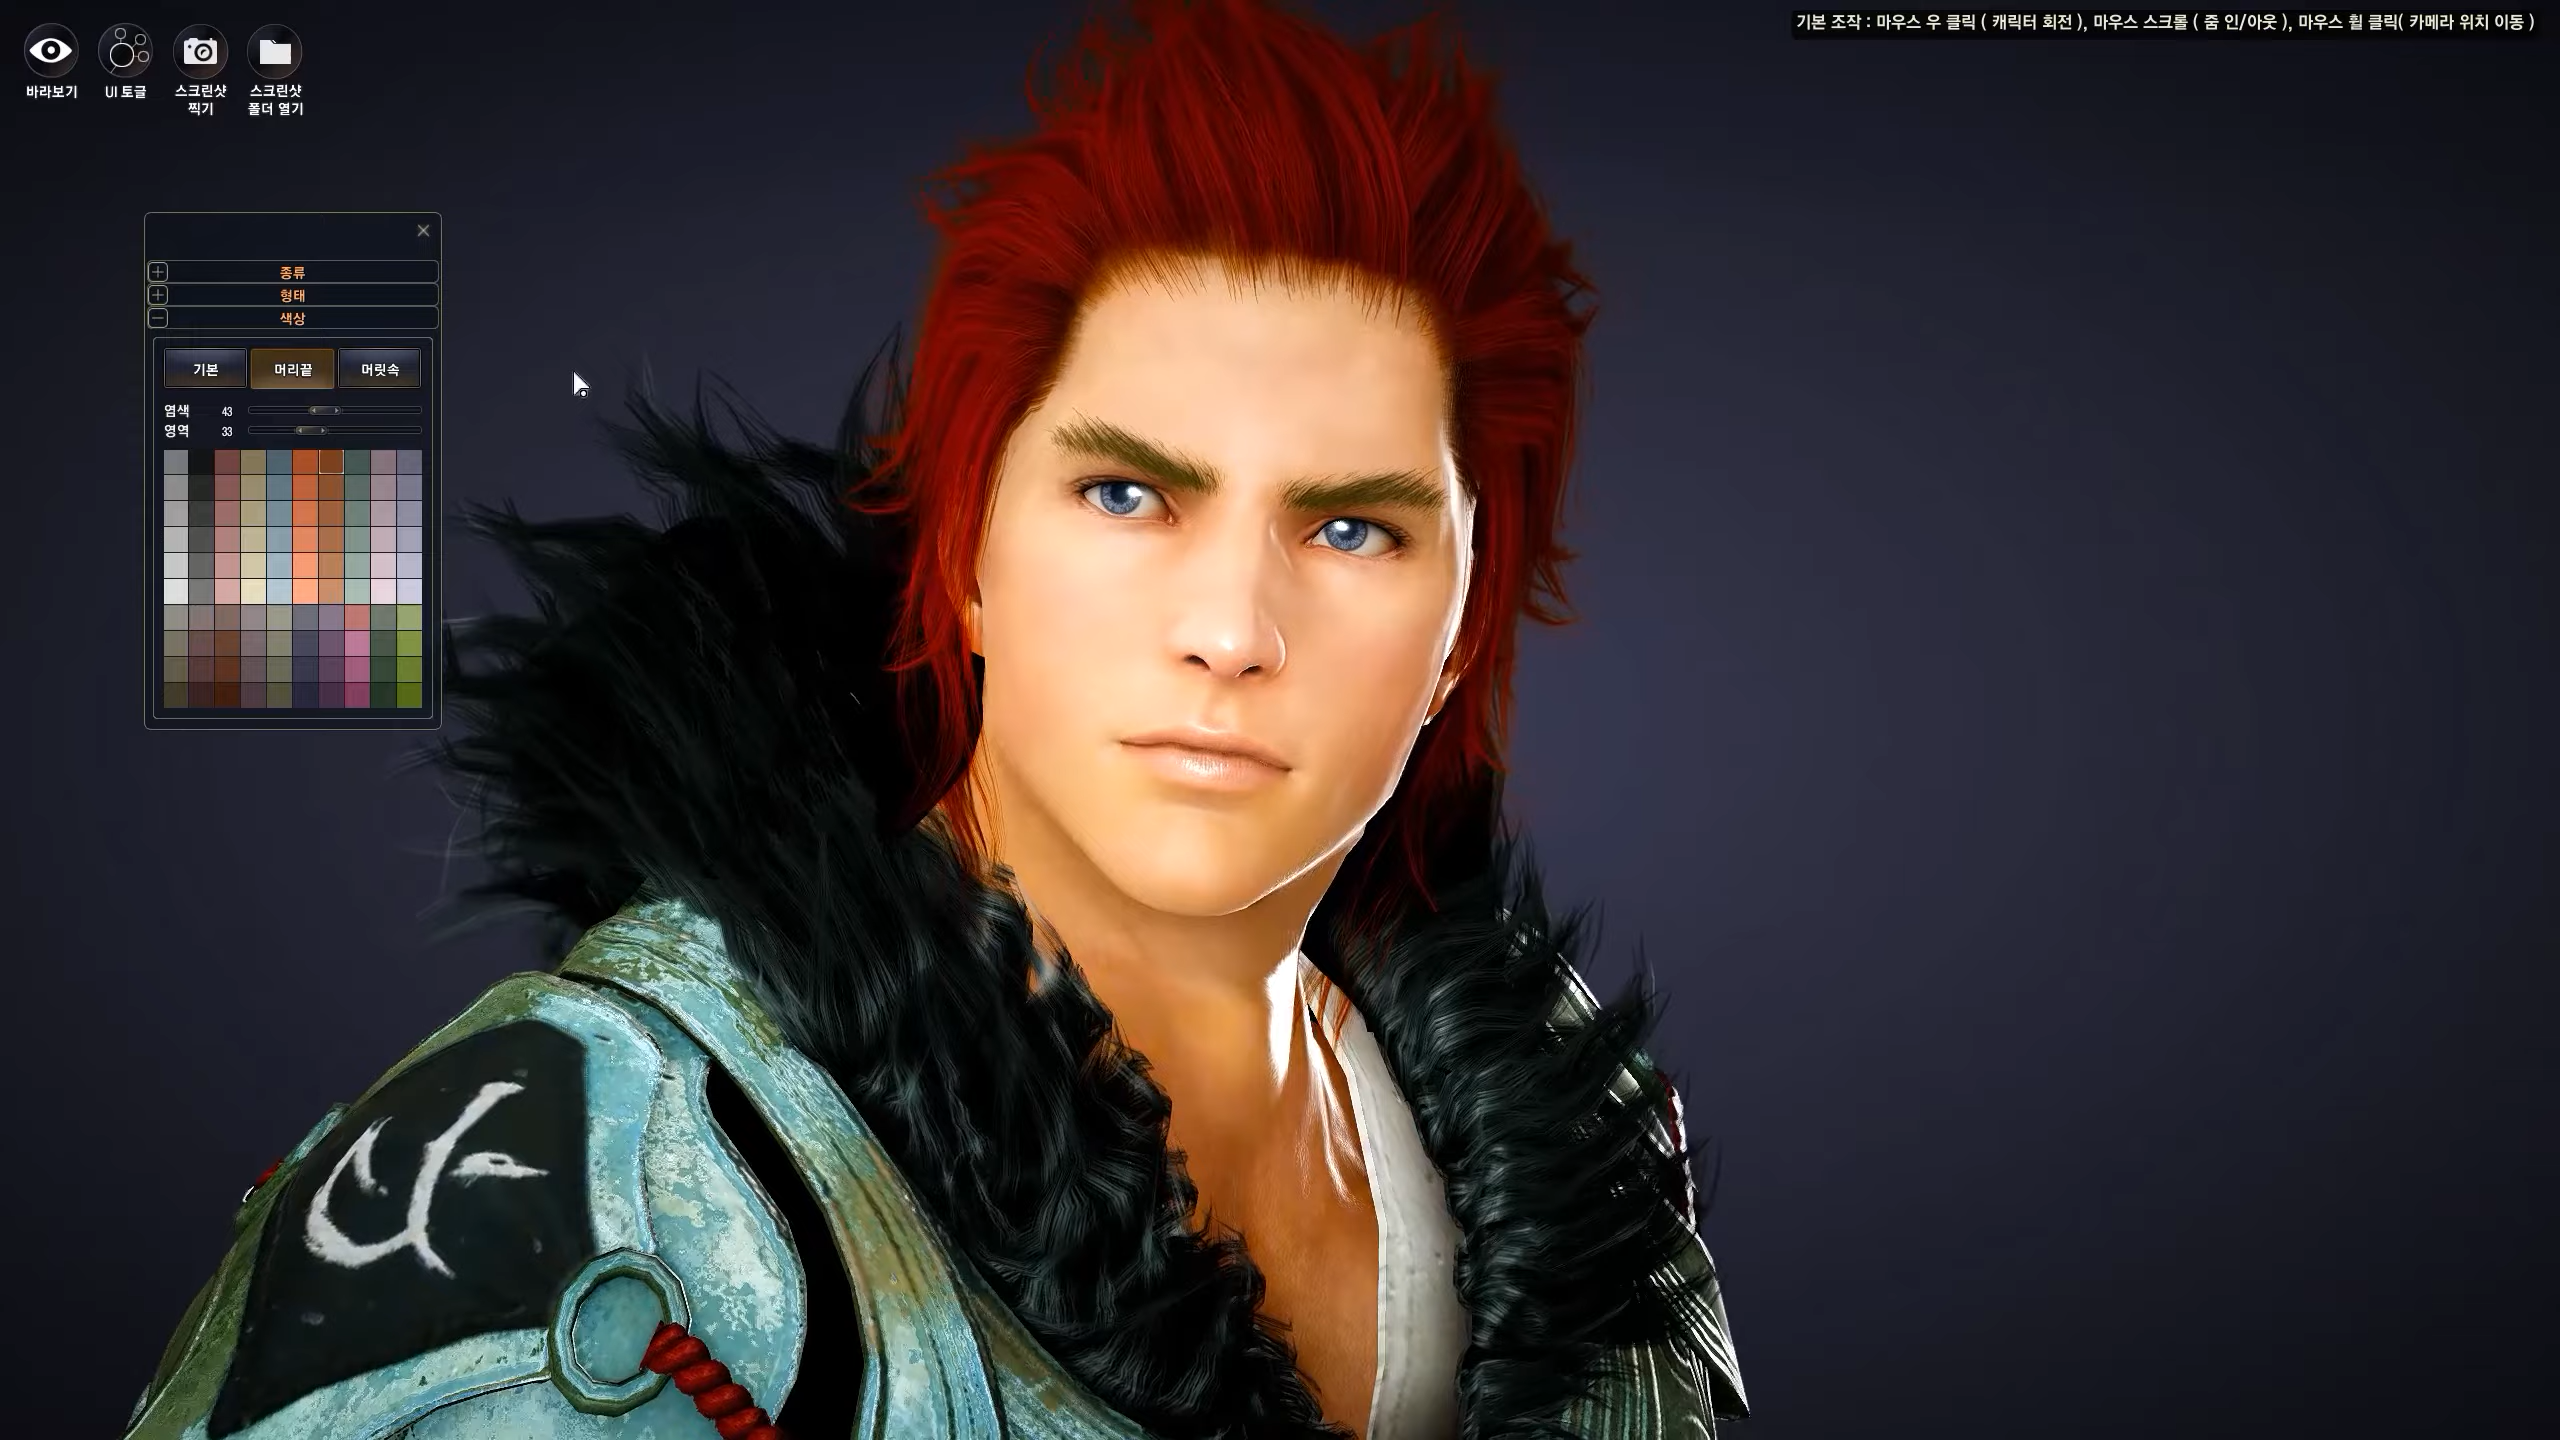 기본 조작 : 마우스 우 클릭 ( 캐릭터 회전 ), 마우스 스크롤 ( 줌 인/아웃 ), 마우스 휠 클릭( 카메라 위치 이동 )
바라보기
UI 토글
스크린샷
찍기
스크린샷
폴더 열기
종류
형태
색상
기본 머리끝 머릿속
염색 43
영역 33